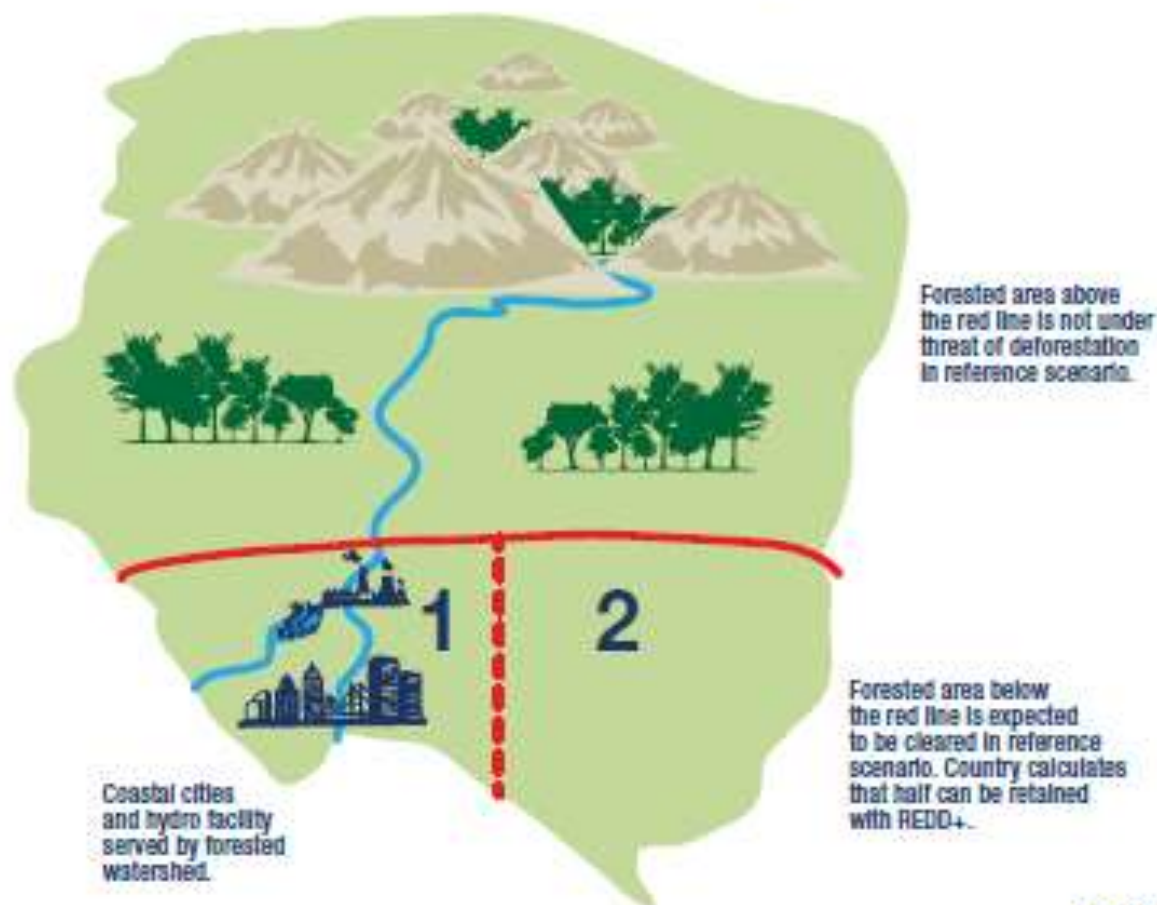 Forested area above
the red line is not under
threat of deforestation
in reference scenario.
1
2
Forested area below
the red line is expected
to be cleared in reference
scenario. Country calculates
that half can be retained
with REDD+.
Coastal cities
and hydro facility
served by forested
watershed.